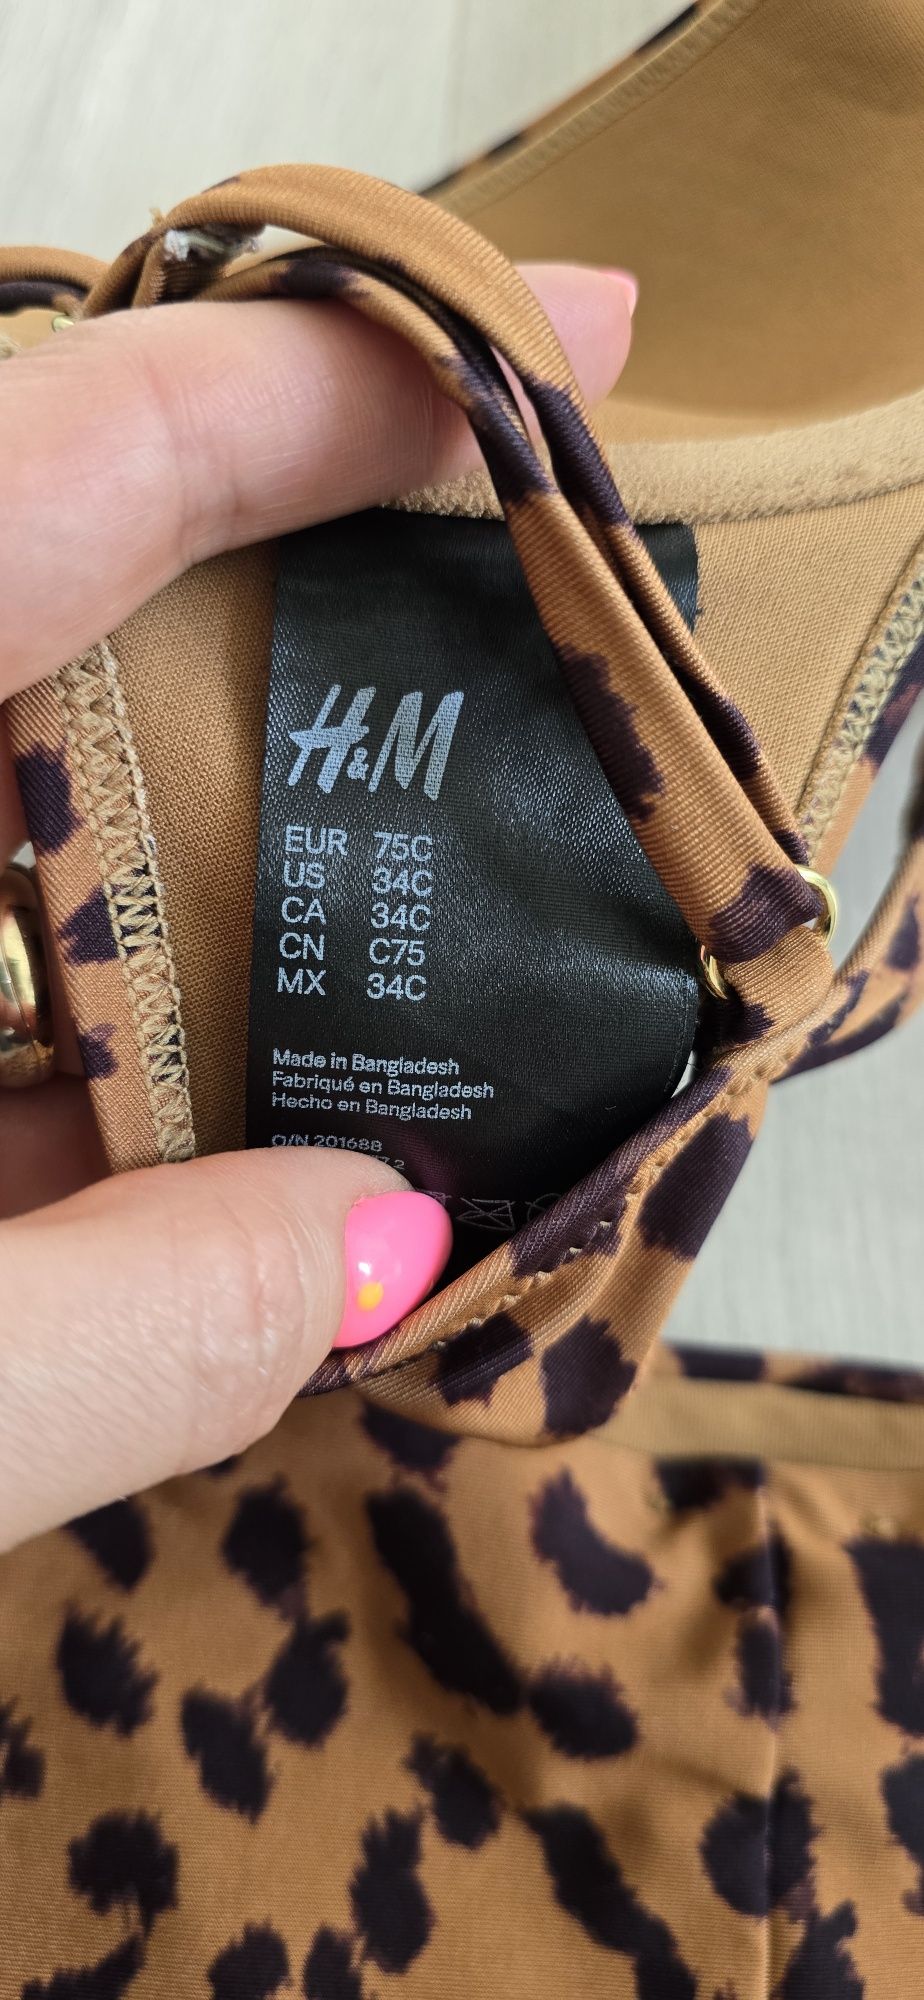 H&M
EUR 75C
US 34C
CA 34C
CN C75
MX 34C
Made in Bangladesh
Fabriqué en Bangladesh
Hecho en Bangladesh
O/N 201688